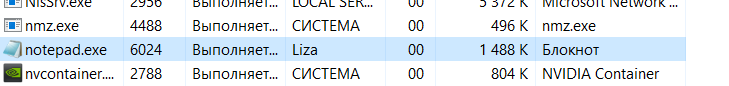 NisSrv.exe 2956 Выполняет... LOCAL SER... 00 5 372 K Microsoft Network ...
nmz.exe 4488 Выполняет... СИСТЕМА 00 496 K nmz.exe
notepad.exe 6024 Выполняет... Liza 00 1 488 K Блокнот
nvcontainer.... 2788 Выполняет... СИСТЕМА 00 804 K NVIDIA Container